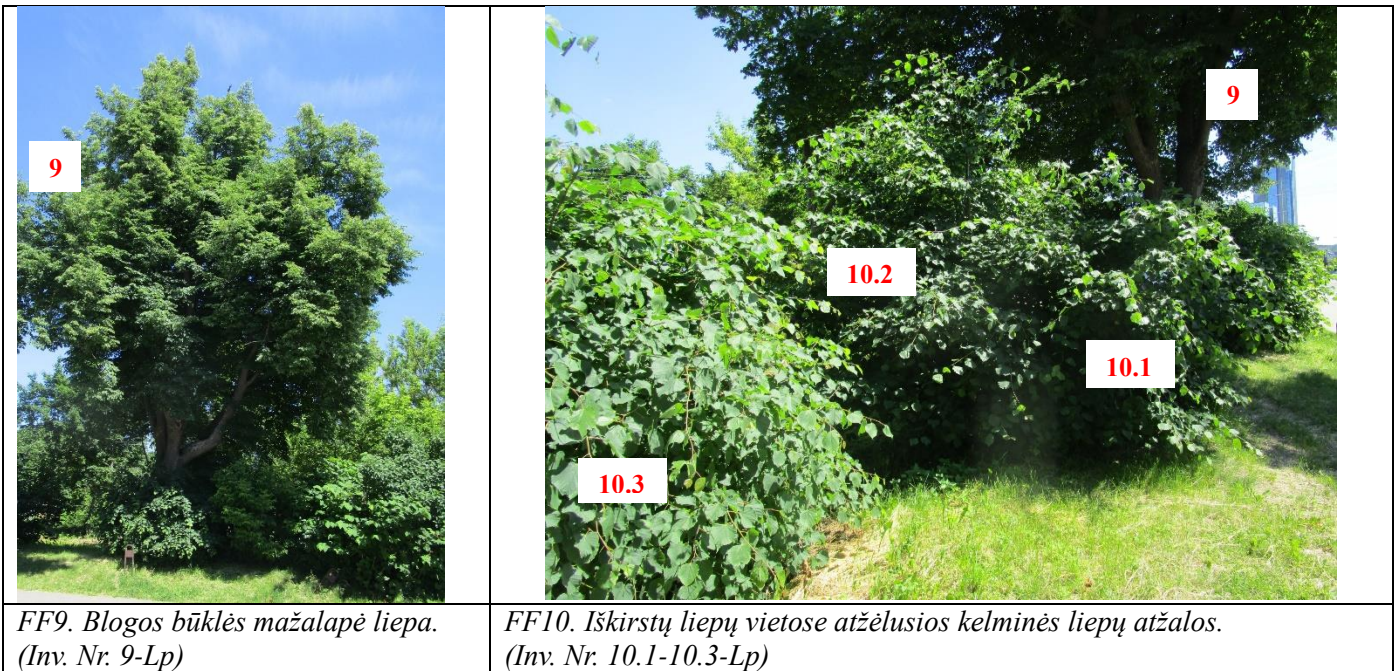 9
9
10.2
10.1
10.3
FF9. Blogos būklės mažalapė liepa.
(Inv. Nr. 9-Lp)
FF10. Iškirstų liepų vietose atžėlusios kelminės liepų atžalos.
(Inv. Nr. 10.1-10.3-Lp)